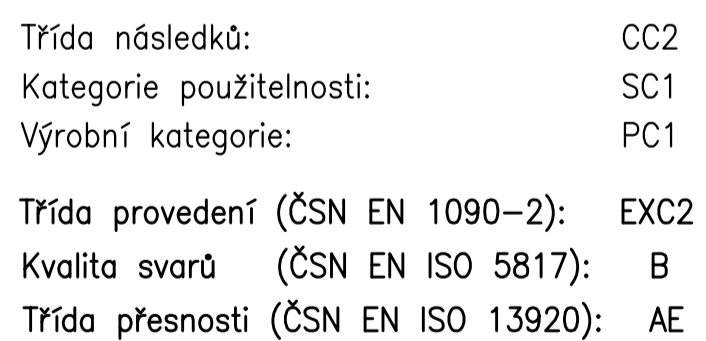 Třída následků: CC2
Kategorie použitelnosti: SC1
Výrobní kategorie: PC1
Třída provedení (ČSN EN 1090-2): EXC2
Kvalita svarů (ČSN EN ISO 5817): B
Třída přesnosti (ČSN EN ISO 13920): AE